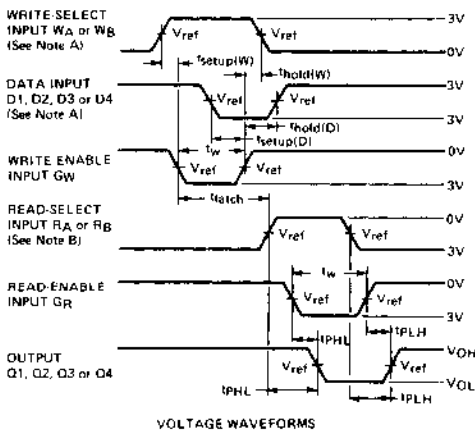 WRITE-SELECT
INPUT WA or WB
(See Note A)
Vref
3V
0V
tsetup(W)
thold(W)
DATA INPUT
D1, D2, D3 or D4
(See Note A)
Vref
Vref
3V
3V
thold(D)
tsetup(D)
tw
WRITE ENABLE
INPUT GW
Vref
Vref
0V
3V
tlatch
READ-SELECT
INPUT RA or RB
(See Note B)
Vref
Vref
0V
3V
tw
READ-ENABLE
INPUT GR
Vref
Vref
0V
3V
tPHL
tPLH
OUTPUT
Q1, Q2, Q3 or Q4
Vref
Vref
VOH
VOL
tPHL
tPLH
VOLTAGE WAVEFORMS